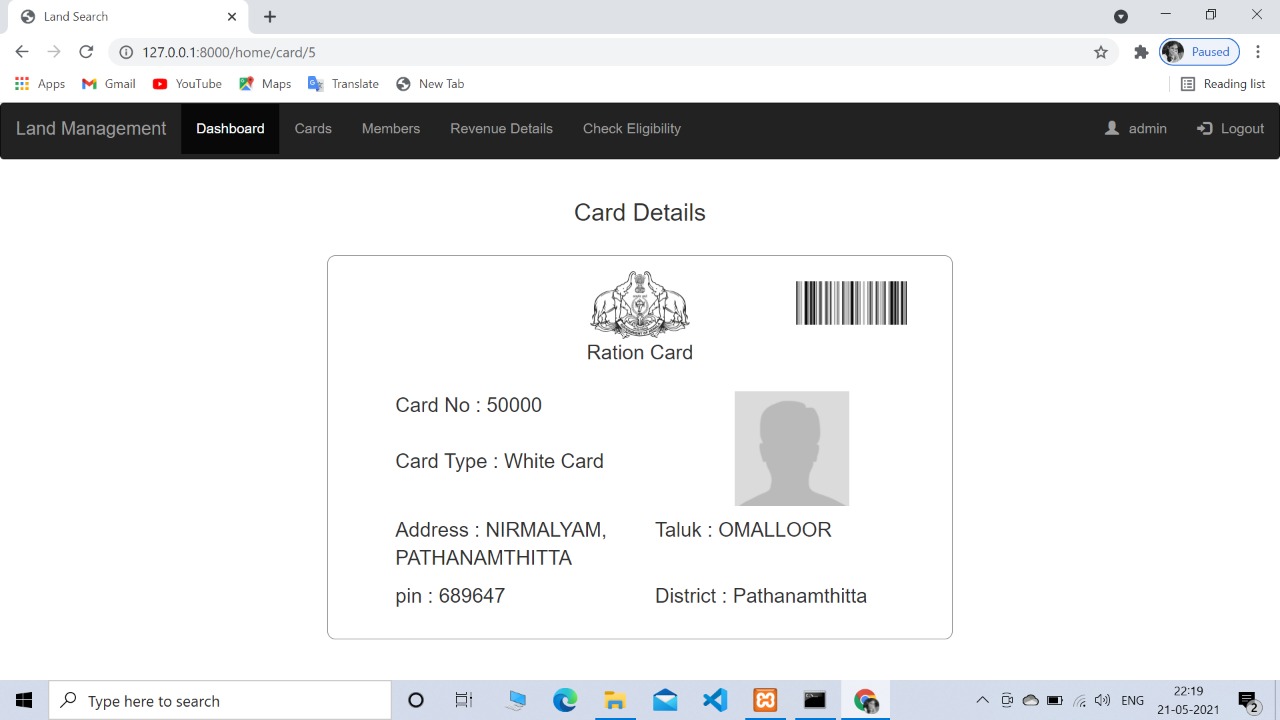 Land Search
127.0.0.1:8000/home/card/5
Paused
Apps Gmail YouTube Maps Translate New Tab Reading list
Land Management Dashboard Cards Members Revenue Details Check Eligibility admin Logout
Card Details
Ration Card
Card No : 50000
Card Type : White Card
Address : NIRMALYAM, Taluk : OMALLOOR
PATHANAMTHITTA
pin : 689647 District : Pathanamthitta
Type here to search
ENG
22:19
21-05-2021
2